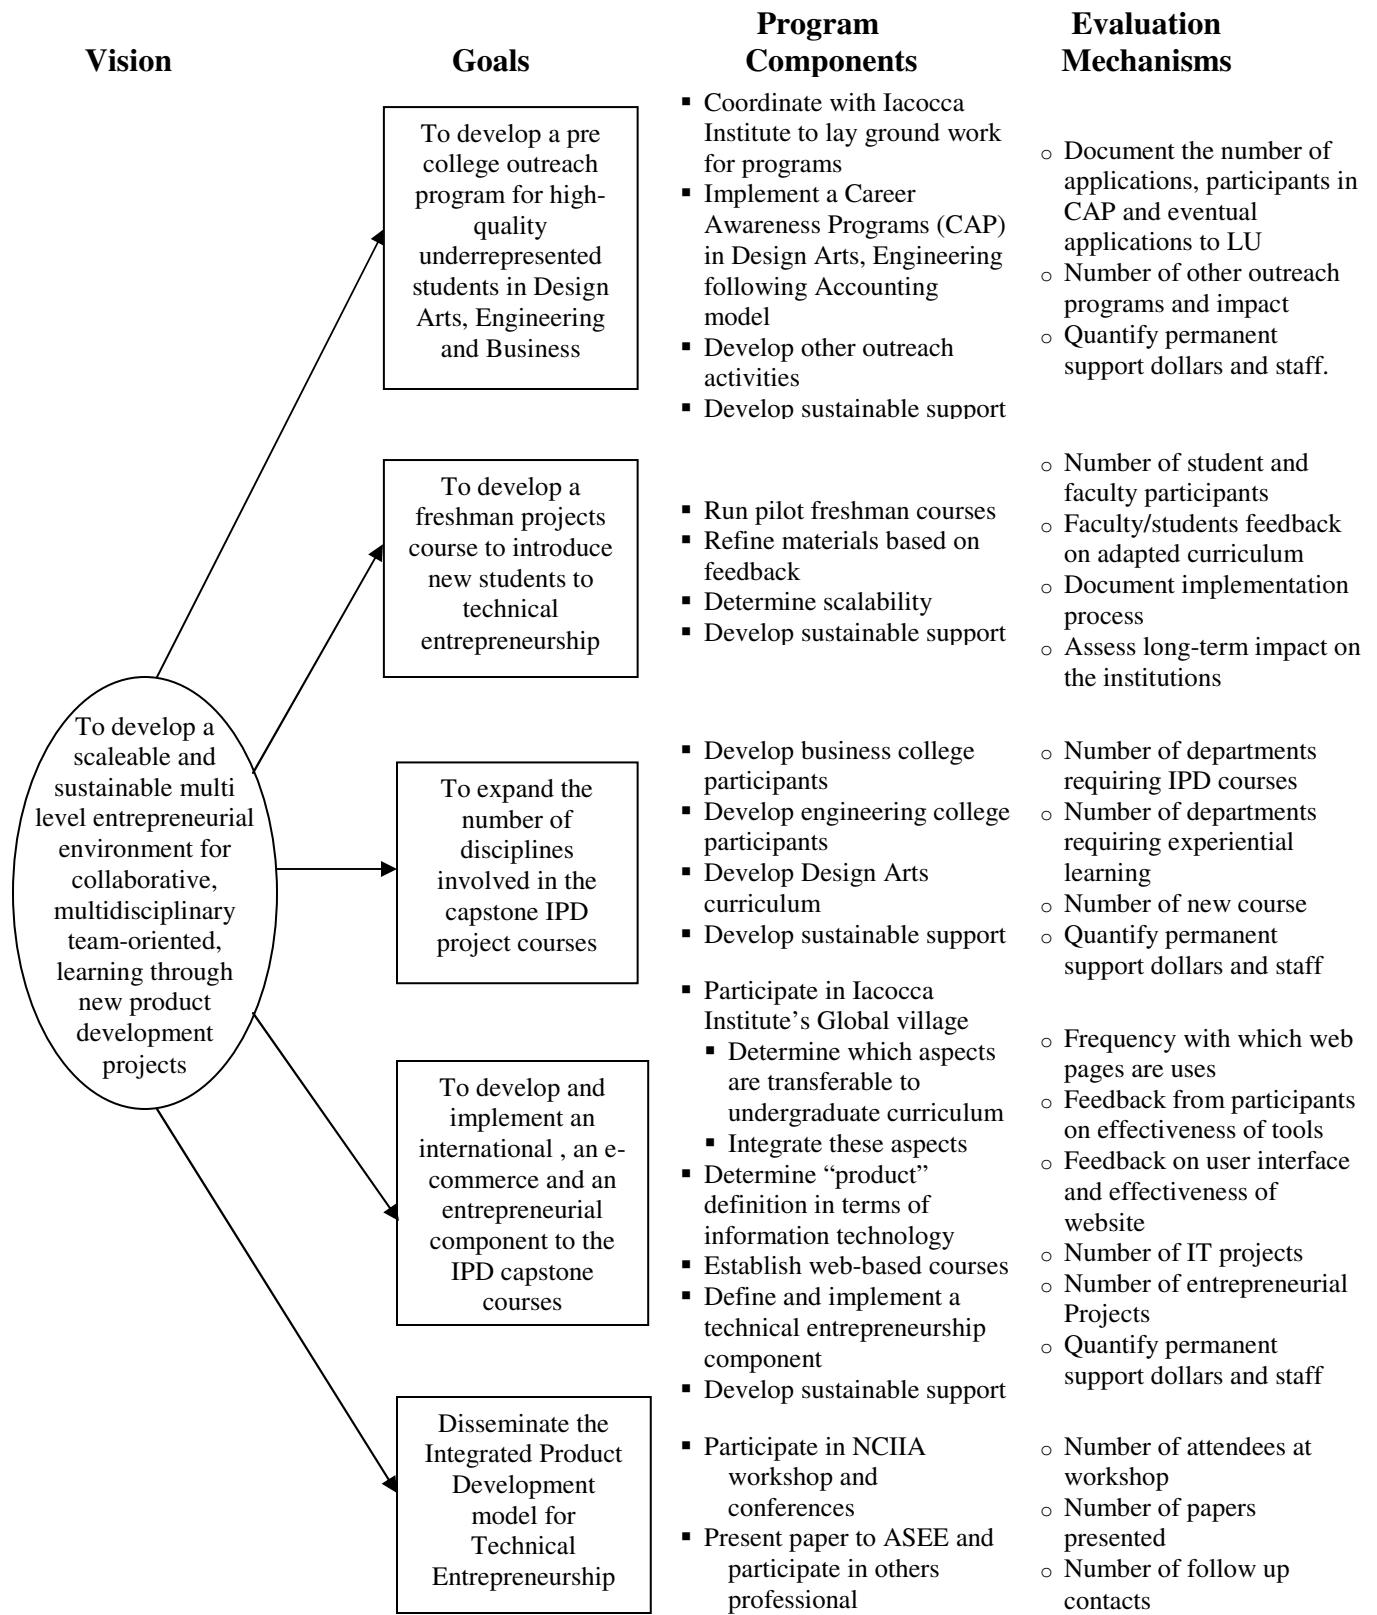 Vision
Goals
Program
Components
Evaluation
Mechanisms
To develop a
scaleable and
sustainable multi
level entrepreneurial
environment for
collaborative,
multidisciplinary
team-oriented,
learning through
new product
development
projects
To develop a pre
college outreach
program for high-
quality
underrepresented
students in Design
Arts, Engineering
and Business
▪ Coordinate with Iacocca
Institute to lay ground work
for programs
▪ Implement a Career
Awareness Programs (CAP)
in Design Arts, Engineering
following Accounting
model
▪ Develop other outreach
activities
▪ Develop sustainable support
o Document the number of
applications, participants in
CAP and eventual
applications to LU
o Number of other outreach
programs and impact
o Quantify permanent
support dollars and staff.
To develop a
freshman projects
course to introduce
new students to
technical
entrepreneurship
▪ Run pilot freshman courses
▪ Refine materials based on
feedback
▪ Determine scalability
▪ Develop sustainable support
o Number of student and
faculty participants
o Faculty/students feedback
on adapted curriculum
o Document implementation
process
o Assess long-term impact on
the institutions
To expand the
number of
disciplines
involved in the
capstone IPD
project courses
▪ Develop business college
participants
▪ Develop engineering college
participants
▪ Develop Design Arts
curriculum
▪ Develop sustainable support
o Number of departments
requiring IPD courses
o Number of departments
requiring experiential
learning
o Number of new course
o Quantify permanent
support dollars and staff
To develop and
implement an
international , an e-
commerce and an
entrepreneurial
component to the
IPD capstone
courses
▪ Participate in Iacocca
Institute’s Global village
▪ Determine which aspects
are transferable to
undergraduate curriculum
▪ Integrate these aspects
▪ Determine “product”
definition in terms of
information technology
▪ Establish web-based courses
▪ Define and implement a
technical entrepreneurship
component
▪ Develop sustainable support
o Frequency with which web
pages are uses
o Feedback from participants
on effectiveness of tools
o Feedback on user interface
and effectiveness of
website
o Number of IT projects
o Number of entrepreneurial
Projects
o Quantify permanent
support dollars and staff
Disseminate the
Integrated Product
Development
model for
Technical
Entrepreneurship
▪ Participate in NCIIA
workshop and
conferences
▪ Present paper to ASEE and
participate in others
professional
o Number of attendees at
workshop
o Number of papers
presented
o Number of follow up
contacts